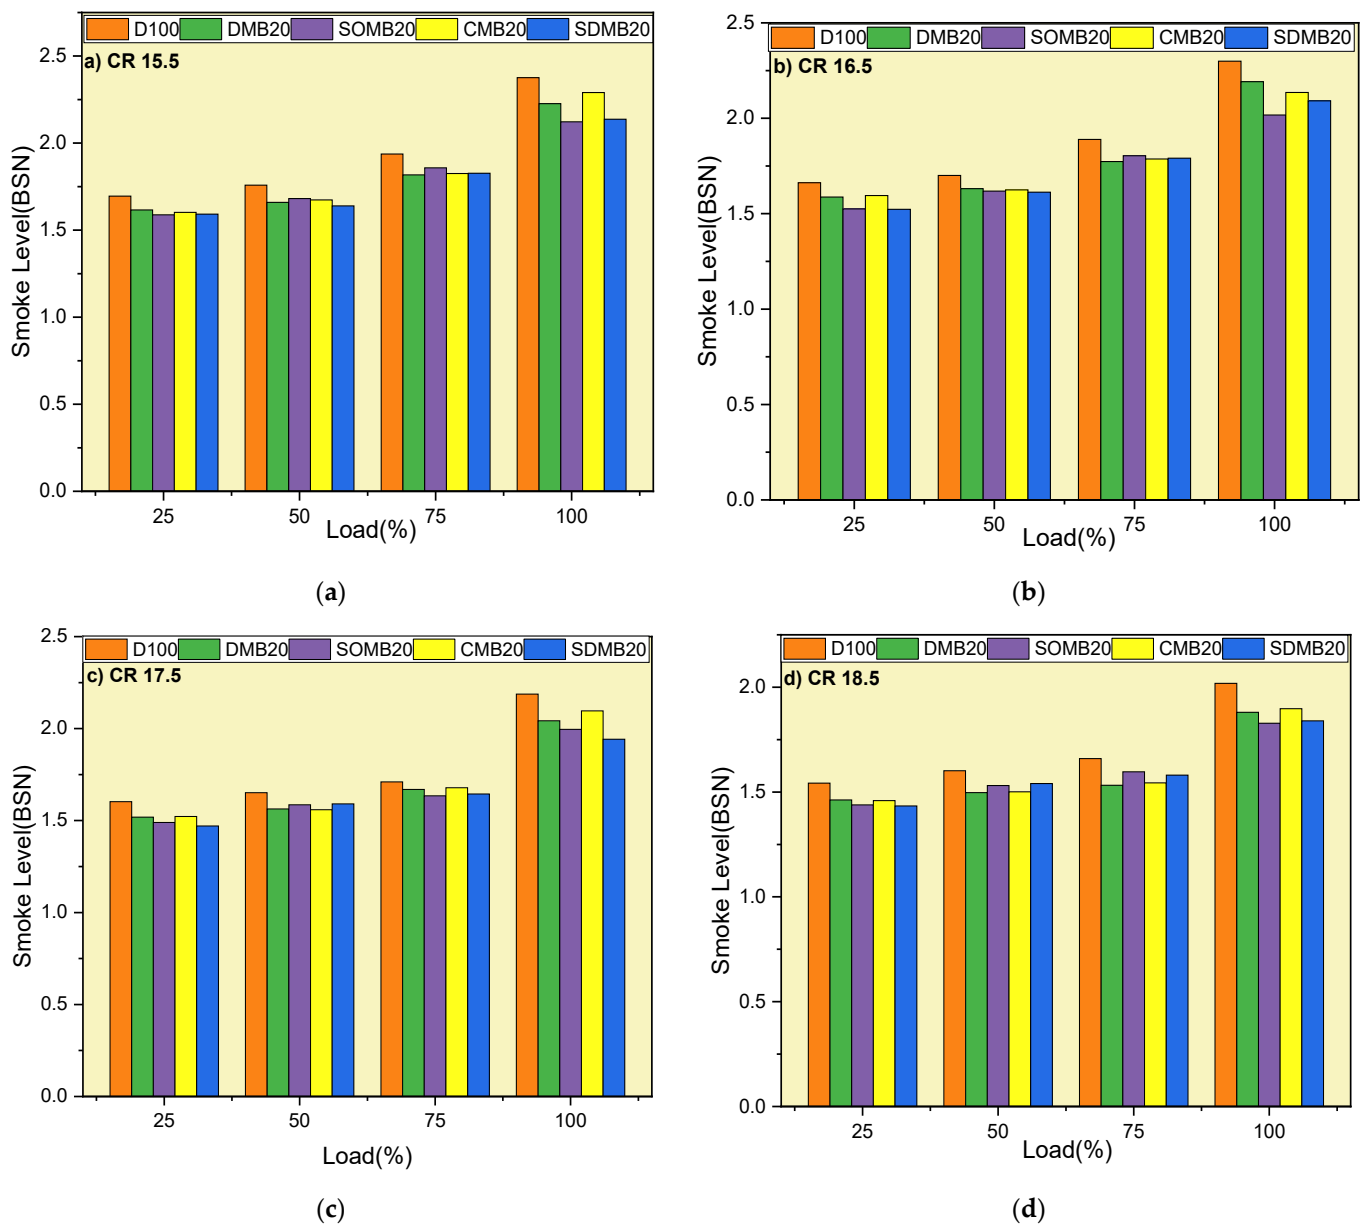 D100 DMB20 SOMB20 CMB20 SDMB20
a) CR 15.5
2.5
2.0
1.5
1.0
0.5
0.0
Smoke Level(BSN)
25 50 75 100
Load(%)
(a)
D100 DMB20 SOMB20 CMB20 SDMB20
b) CR 16.5
2.5
2.0
1.5
1.0
0.5
0.0
Smoke Level(BSN)
25 50 75 100
Load(%)
(b)
D100 DMB20 SOMB20 CMB20 SDMB20
c) CR 17.5
2.5
2.0
1.5
1.0
0.5
0.0
Smoke Level(BSN)
25 50 75 100
Load(%)
(c)
D100 DMB20 SOMB20 CMB20 SDMB20
d) CR 18.5
2.0
1.5
1.0
0.5
0.0
Smoke Level(BSN)
25 50 75 100
Load(%)
(d)